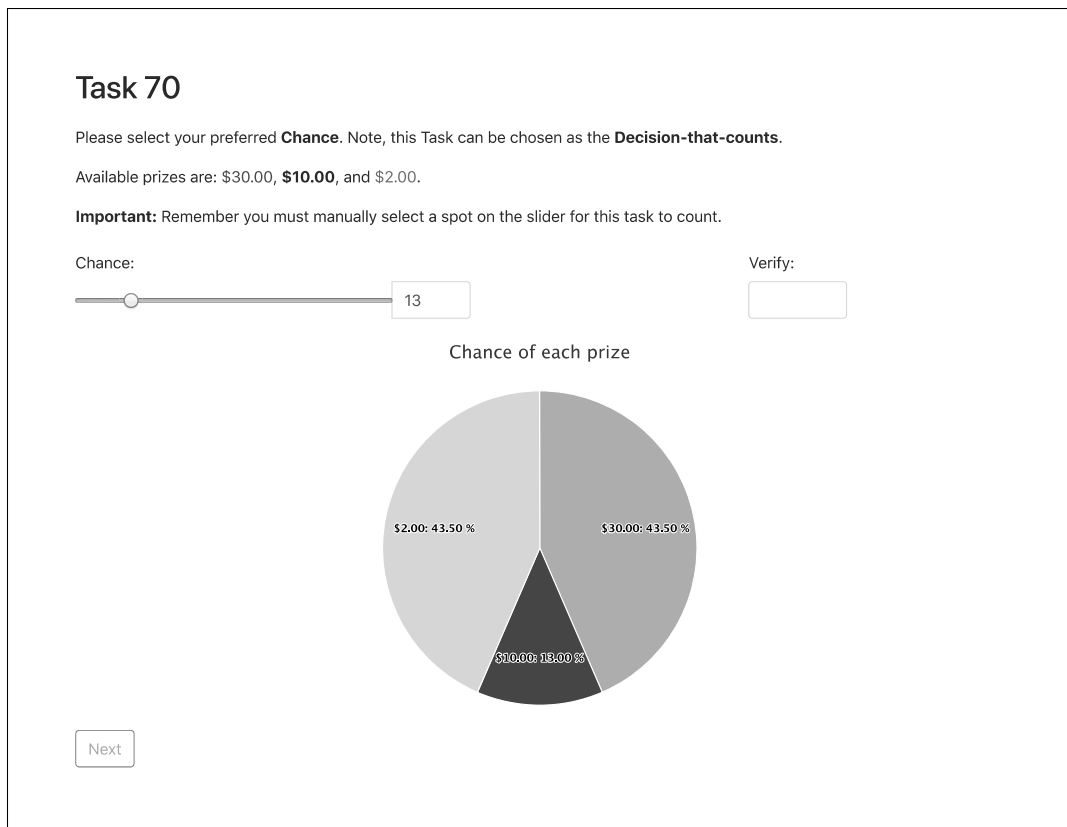 Task 70
Please select your preferred Chance. Note, this Task can be chosen as the Decision-that-counts.
Available prizes are: $30.00, $10.00, and $2.00.
Important: Remember you must manually select a spot on the slider for this task to count.
Chance:
Verify:
13
Chance of each prize
$2.00: 43.50 %
$30.00: 43.50 %
$10.00: 13.00 %
Next